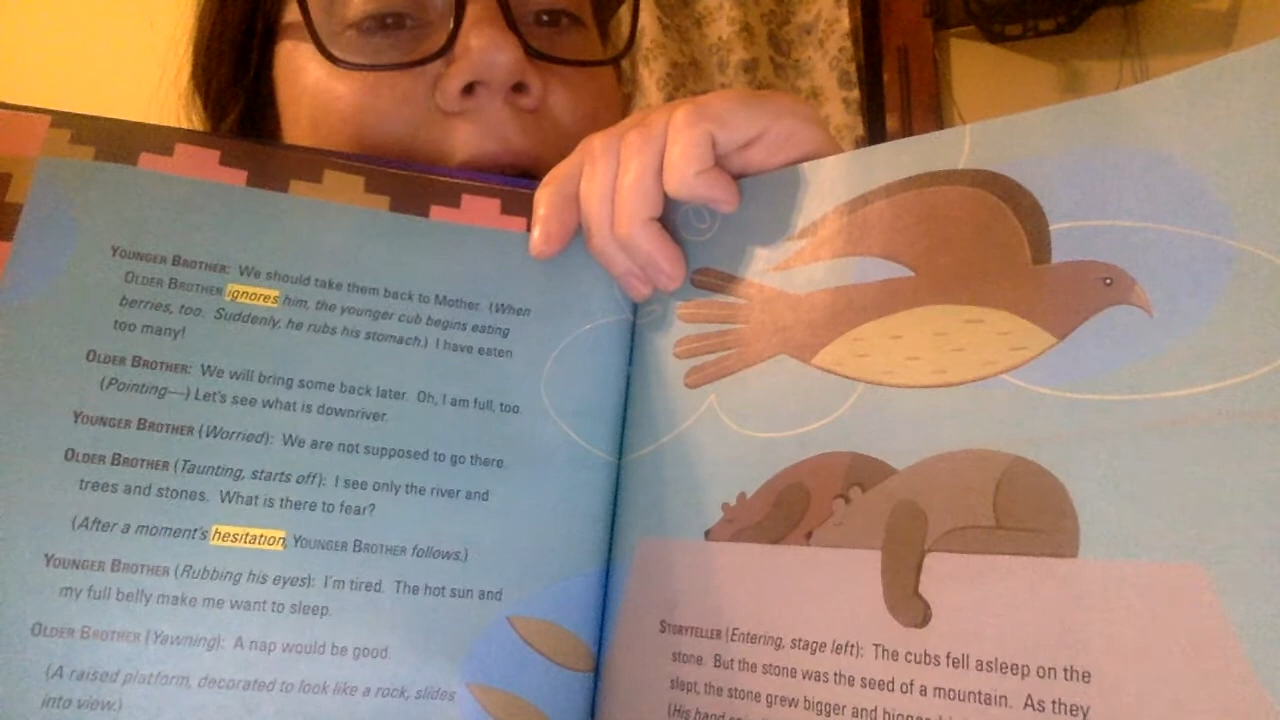 YOUNGER BROTHER: We should take them back to Mother. (When
OLDER BROTHER ignores him, the younger cub begins eating
berries, too. Suddenly, he rubs his stomach.) I have eaten
too many!
OLDER BROTHER: We will bring some back later. Oh, I am full, too.
(Pointing—) Let's see what is downriver.
YOUNGER BROTHER (Worried): We are not supposed to go there.
OLDER BROTHER (Taunting, starts off): I see only the river and
trees and stones. What is there to fear?
(After a moment's hesitation, YOUNGER BROTHER follows.)
YOUNGER BROTHER (Rubbing his eyes): I'm tired. The hot sun and
my full belly make me want to sleep.
OLDER BROTHER (Yawning): A nap would be good.
(A raised platform, decorated to look like a rock, slides
into view.)
STORYTELLER (Entering, stage left): The cubs fell asleep on the
stone. But the stone was the seed of a mountain. As they
slept, the stone grew bigger and bigger,
(His hand